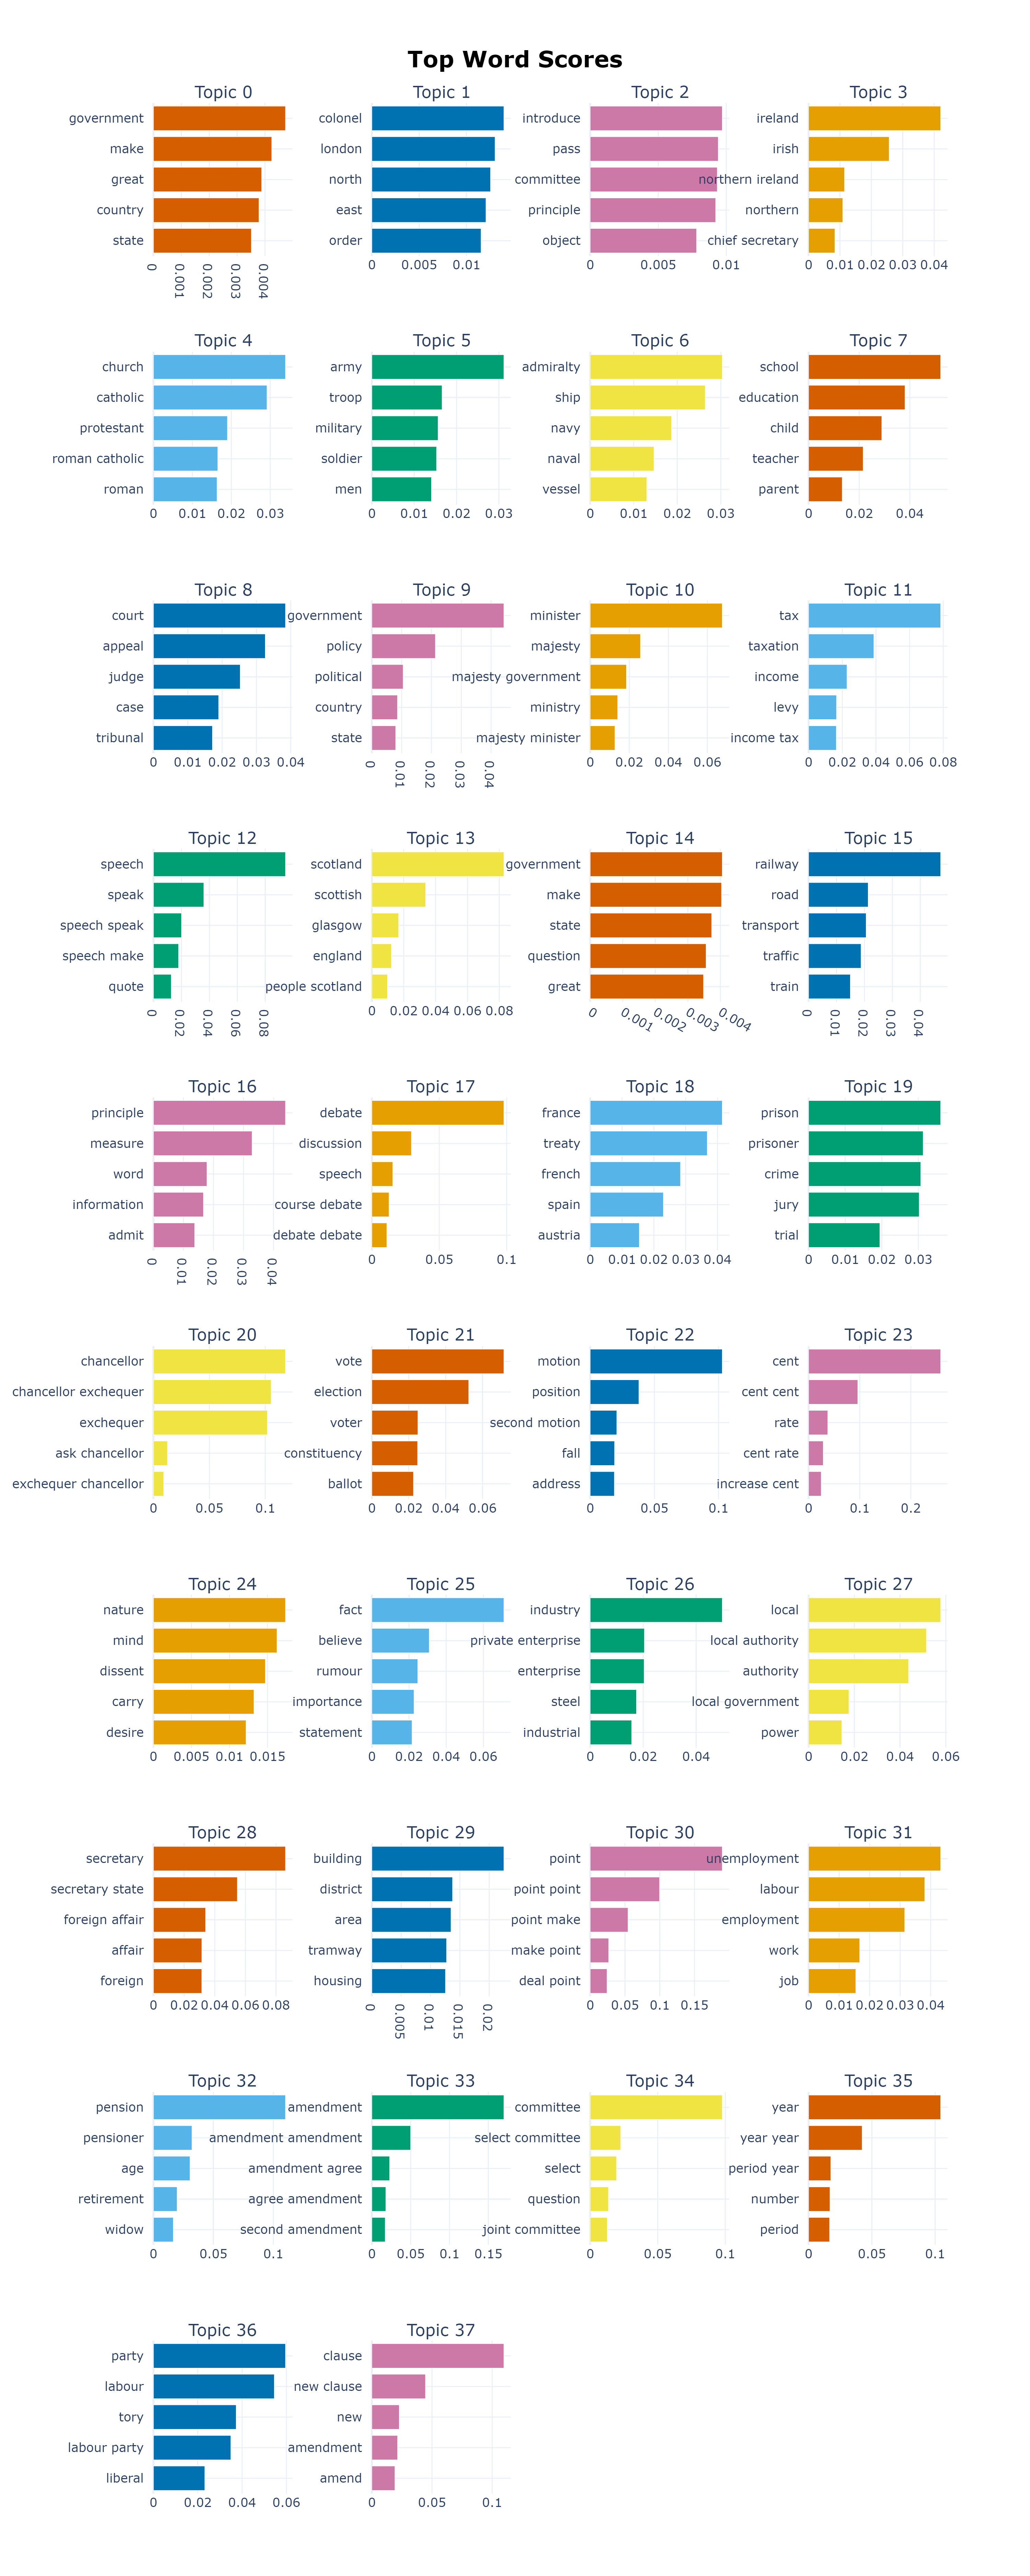 Top Word Scores
Topic 0
government
make
great
country
state
0 0.001 0.002 0.003 0.004
Topic 1
colonel
london
north
east
order
0 0.005 0.01
Topic 2
introduce
pass
committee
principle
object
0 0.005 0.01
Topic 3
ireland
irish
northern ireland
northern
chief secretary
0 0.01 0.02 0.03 0.04
Topic 4
church
catholic
protestant
roman catholic
roman
0 0.01 0.02 0.03
Topic 5
army
troop
military
soldier
men
0 0.01 0.02 0.03
Topic 6
admiralty
ship
navy
naval
vessel
0 0.01 0.02 0.03
Topic 7
school
education
child
teacher
parent
0 0.02 0.04
Topic 8
court
appeal
judge
case
tribunal
0 0.01 0.02 0.03 0.04
Topic 9
government
policy
political
country
state
0 0.01 0.02 0.03 0.04
Topic 10
minister
majesty
majesty government
ministry
majesty minister
0 0.02 0.04 0.06
Topic 11
tax
taxation
income
levy
income tax
0 0.02 0.04 0.06 0.08
Topic 12
speech
speak
speech speak
speech make
quote
0 0.02 0.04 0.06 0.08
Topic 13
scotland
scottish
glasgow
england
people scotland
0 0.02 0.04 0.06 0.08
Topic 14
government
make
state
question
great
0 0.001 0.002 0.003 0.004
Topic 15
railway
road
transport
traffic
train
0 0.01 0.02 0.03 0.04
Topic 16
principle
measure
word
information
admit
0 0.01 0.02 0.03 0.04
Topic 17
debate
discussion
speech
course debate
debate debate
0 0.05 0.1
Topic 18
france
treaty
french
spain
austria
0 0.01 0.02 0.03 0.04
Topic 19
prison
prisoner
crime
jury
trial
0 0.01 0.02 0.03
Topic 20
chancellor
chancellor exchequer
exchequer
ask chancellor
exchequer chancellor
0 0.05 0.1
Topic 21
vote
election
voter
constituency
ballot
0 0.02 0.04 0.06
Topic 22
motion
position
second motion
fall
address
0 0.05 0.1
Topic 23
cent
cent cent
rate
cent rate
increase cent
0 0.1 0.2
Topic 24
nature
mind
dissent
carry
desire
0 0.005 0.01 0.015
Topic 25
fact
believe
rumour
importance
statement
0 0.02 0.04 0.06
Topic 26
industry
private enterprise
enterprise
steel
industrial
0 0.02 0.04
Topic 27
local
local authority
authority
local government
power
0 0.02 0.04 0.06
Topic 28
secretary
secretary state
foreign affair
affair
foreign
0 0.02 0.04 0.06 0.08
Topic 29
building
district
area
tramway
housing
0 0.005 0.01 0.015 0.02
Topic 30
point
point point
point make
make point
deal point
0 0.05 0.1 0.15
Topic 31
unemployment
labour
employment
work
job
0 0.01 0.02 0.03 0.04
Topic 32
pension
pensioner
age
retirement
widow
0 0.05 0.1
Topic 33
amendment
amendment amendment
amendment agree
agree amendment
second amendment
0 0.05 0.1 0.15
Topic 34
committee
select committee
select
question
joint committee
0 0.05 0.1
Topic 35
year
year year
period year
number
period
0 0.05 0.1
Topic 36
party
labour
tory
labour party
liberal
0 0.02 0.04 0.06
Topic 37
clause
new clause
new
amendment
amend
0 0.05 0.1